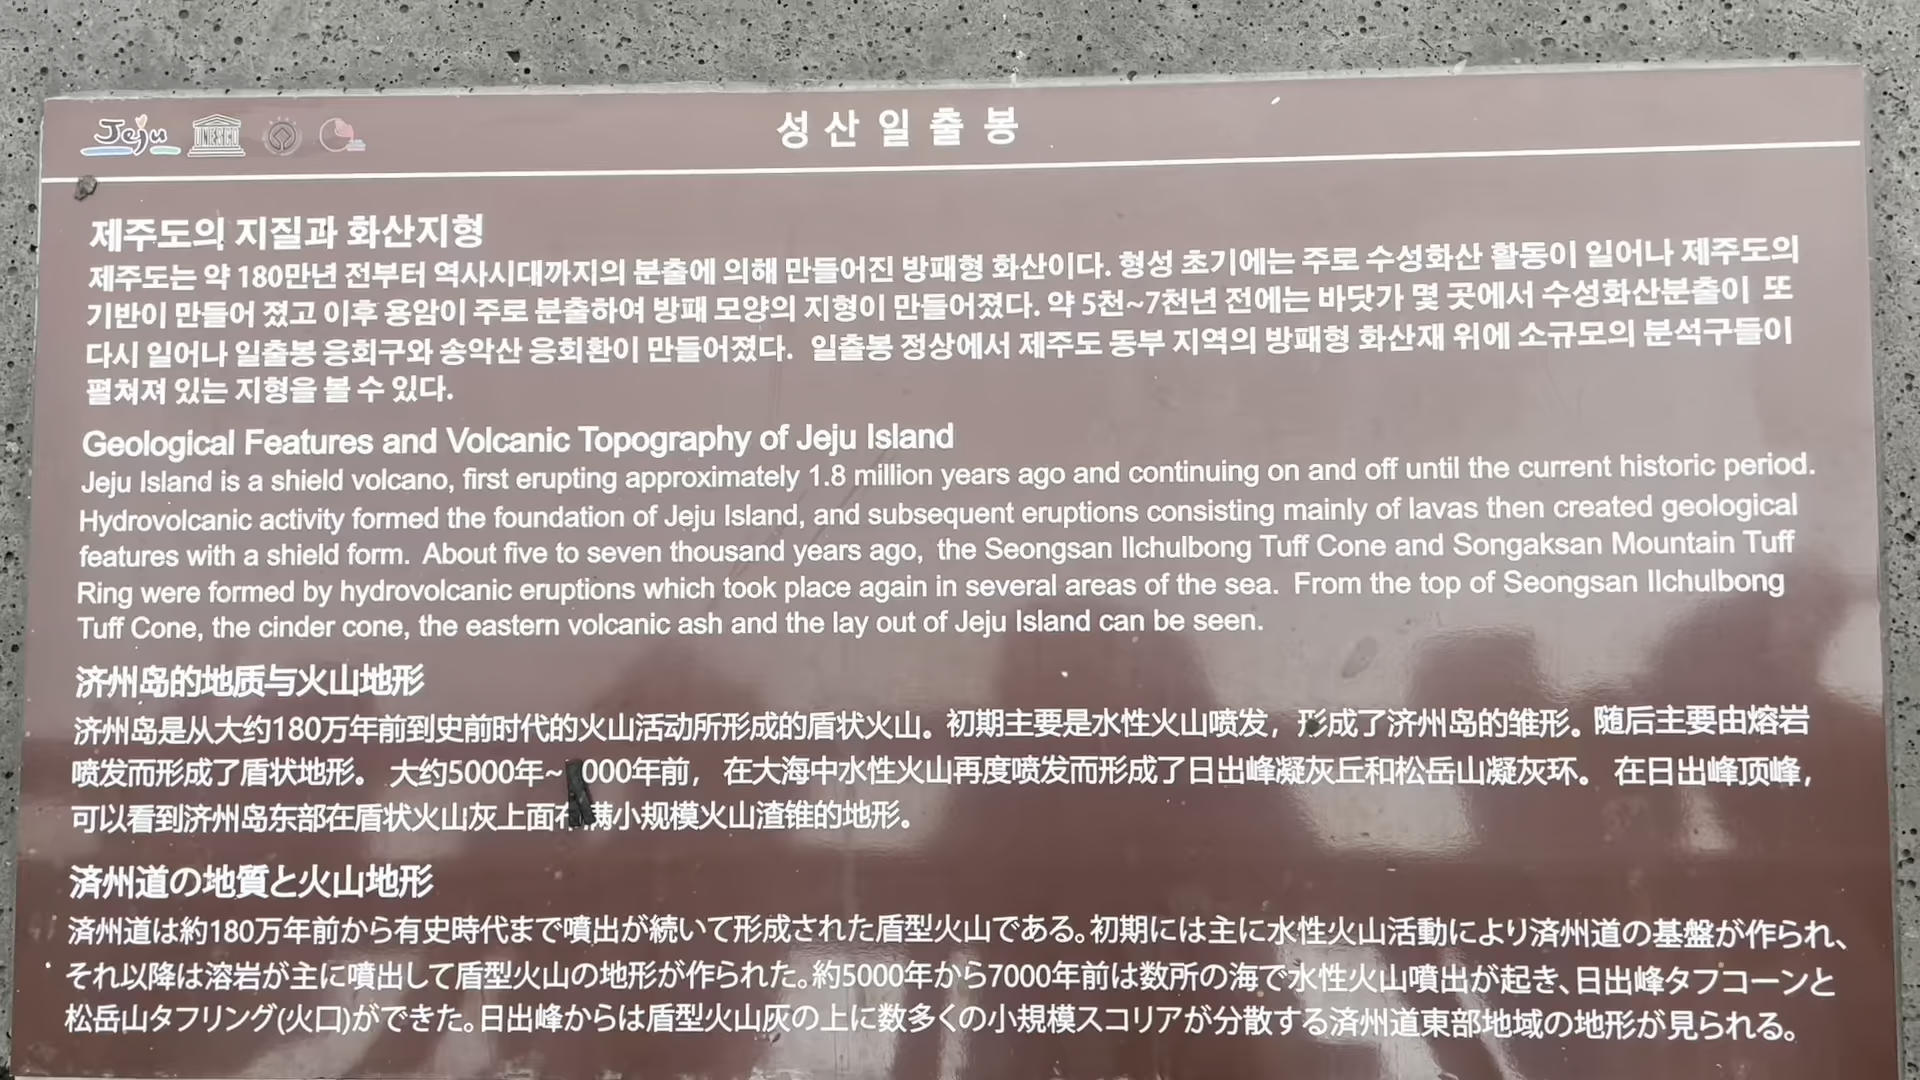 Jeju
UNESCO
성산일출봉
제주도의 지질과 화산지형
제주도는 약 180만년 전부터 역사시대까지의 분출에 의해 만들어진 방패형 화산이다. 형성 초기에는 주로 수성화산 활동이 일어나 제주도의
기반이 만들어 졌고 이후 용암이 주로 분출하여 방패 모양의 지형이 만들어졌다. 약 5천~7천년 전에는 바닷가 몇 곳에서 수성화산분출이 또
다시 일어나 일출봉 응회구와 송악산 응회환이 만들어졌다. 일출봉 정상에서 제주도 동부 지역의 방패형 화산재 위에 소규모의 분석구들이
펼쳐져 있는 지형을 볼 수 있다.
Geological Features and Volcanic Topography of Jeju Island
Jeju Island is a shield volcano, first erupting approximately 1.8 million years ago and continuing on and off until the current historic period.
Hydrovolcanic activity formed the foundation of Jeju Island, and subsequent eruptions consisting mainly of lavas then created geological
features with a shield form. About five to seven thousand years ago, the Seongsan Ilchulbong Tuff Cone and Songaksan Mountain Tuff
Ring were formed by hydrovolcanic eruptions which took place again in several areas of the sea. From the top of Seongsan Ilchulbong
Tuff Cone, the cinder cone, the eastern volcanic ash and the lay out of Jeju Island can be seen.
济州岛的地质与火山地形
济州岛是从大约180万年前到史前时代的火山活动所形成的盾状火山。初期主要是水性火山喷发，形成了济州岛的雏形。随后主要由熔岩
喷发而形成了盾状地形。 大约5000年~ 000年前， 在大海中水性火山再度喷发而形成了日出峰凝灰丘和松岳山凝灰环。 在日出峰顶峰，
可以看到济州岛东部在盾状火山灰上面布满小规模火山渣锥的地形。
済州道の地質と火山地形
済州道は約180万年前から有史時代まで噴出が続いて形成された盾型火山である。初期には主に水性火山活動により済州道の基盤が作られ、
それ以降は溶岩が主に噴出して盾型火山の地形が作られた。約5000年から7000年前は数所の海で水性火山噴出が起き、日出峰タフコーンと
松岳山タフリング(火口)ができた。日出峰からは盾型火山灰の上に数多くの小規模スコリアが分散する済州道東部地域の地形が見られる。